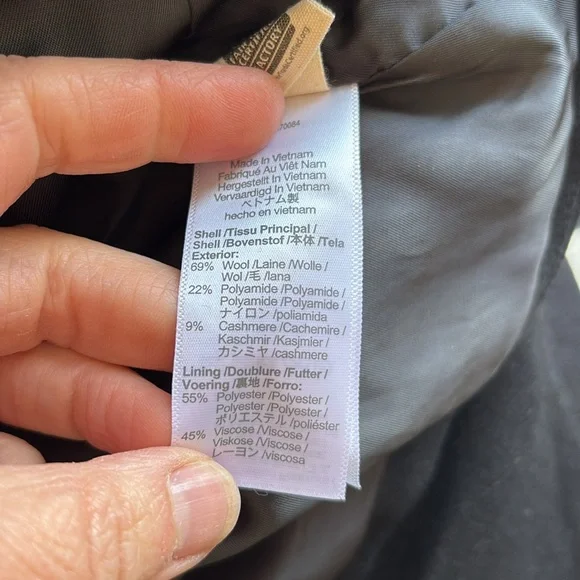 FACTORY
70084
Made In Vietnam
Fabriqué Au Viêt Nam
Hergestellt In Vietnam
Vervaardigd In Vietnam
ベトナム製
hecho en vietnam
Shell /Tissu Principal /
Shell /Bovenstof /本体 /Tela
Exterior:
69% Wool /Laine /Wolle /
Wol /毛 /lana
22% Polyamide /Polyamide /
Polyamide /Polyamide /
ナイロン /poliamida
9% Cashmere /Cachemire /
Kaschmir /Kasjmier /
カシミヤ /cashmere
Lining /Doublure /Futter /
Voering /裏地 /Forro:
55% Polyester /Polyester /
Polyester /Polyester /
ポリエステル /poliéster
45% Viscose /Viscose /
Viskose /Viscose /
レーヨン /viscosa